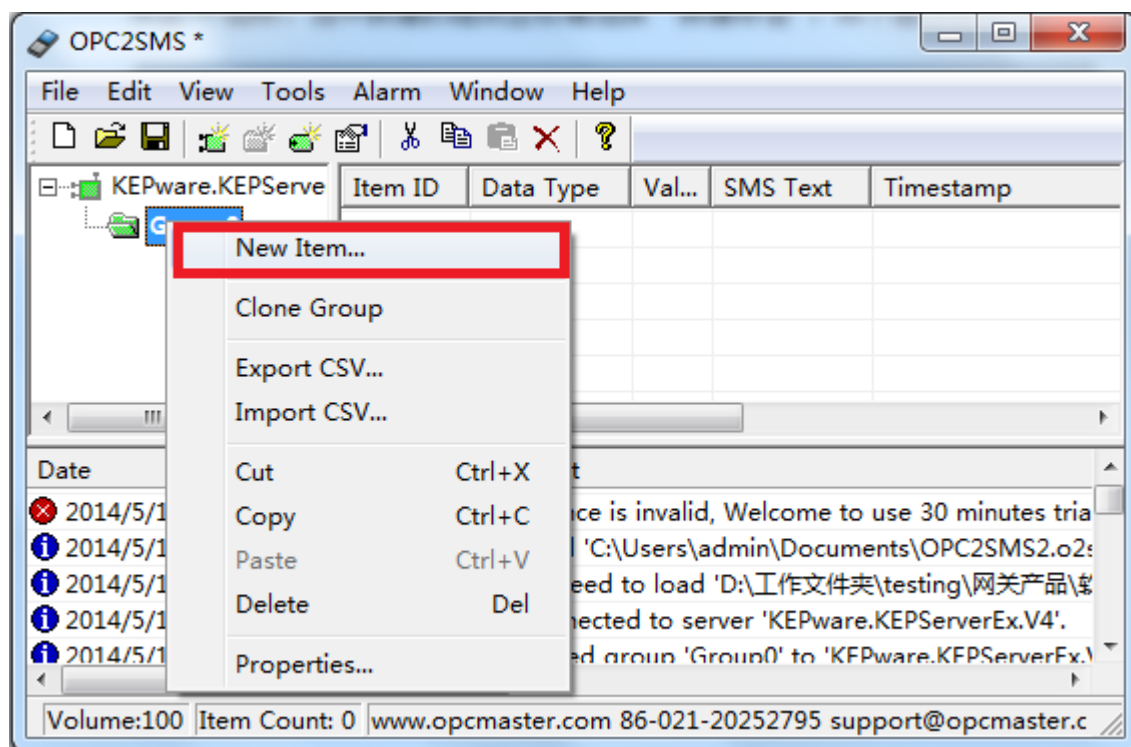 OPC2SMS *
File Edit View Tools Alarm Window Help
KEPware.KEPServe Item ID Data Type Val... SMS Text Timestamp
New Item...
Clone Group
Export CSV...
Import CSV...
Date
Cut Ctrl+X
2014/5/1 is invalid, Welcome to use 30 minutes tria
Copy Ctrl+C
2014/5/1 'C:\Users\admin\Documents\OPC2SMS2.o2s
Paste Ctrl+V
2014/5/1 to load 'D:\工作文件夹\testing\网关产品\软
Delete Del
2014/5/1 to server 'KEPware.KEPServerEx.V4'.
2014/5/1 group 'Group0' to 'KEPware.KEPServerEx.V
Properties...
Volume:100 Item Count: 0 www.opcmaster.com 86-021-20252795 support@opcmaster.c